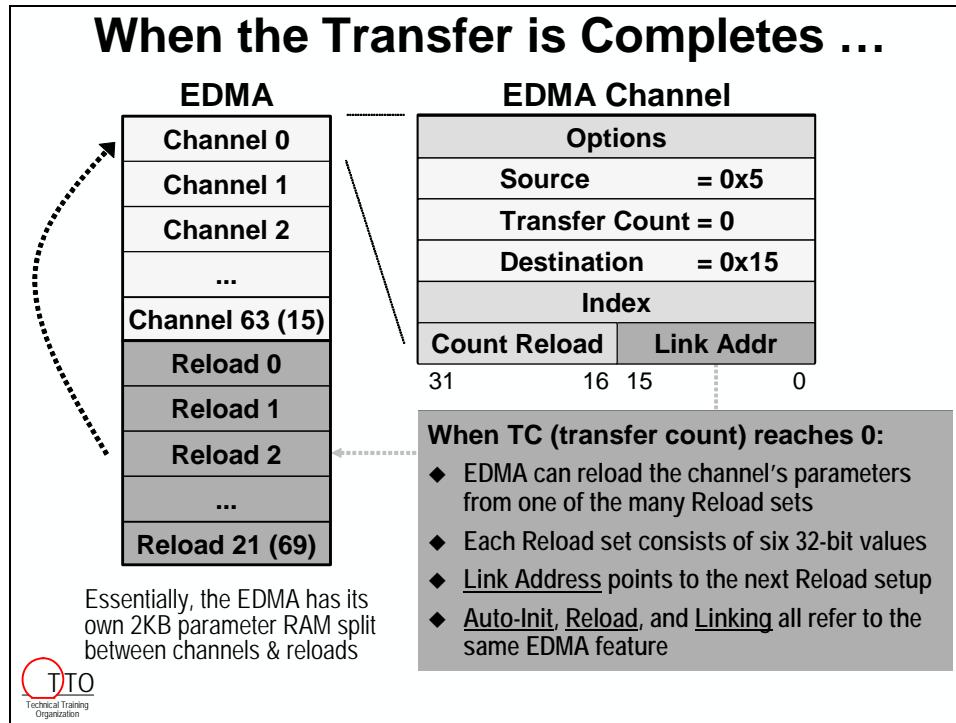 When the Transfer is Completes …
EDMA
Channel 0
Channel 1
Channel 2
...
Channel 63 (15)
Reload 0
Reload 1
Reload 2
...
Reload 21 (69)
Essentially, the EDMA has its
own 2KB parameter RAM split
between channels & reloads
EDMA Channel
Options
Source = 0x5
Transfer Count = 0
Destination = 0x15
Index
Count Reload Link Addr
31 16 15 0
When TC (transfer count) reaches 0:
◆ EDMA can reload the channel's parameters
from one of the many Reload sets
◆ Each Reload set consists of six 32-bit values
◆ Link Address points to the next Reload setup
◆ Auto-Init, Reload, and Linking all refer to the
same EDMA feature
TTO
Technical Training
Organization